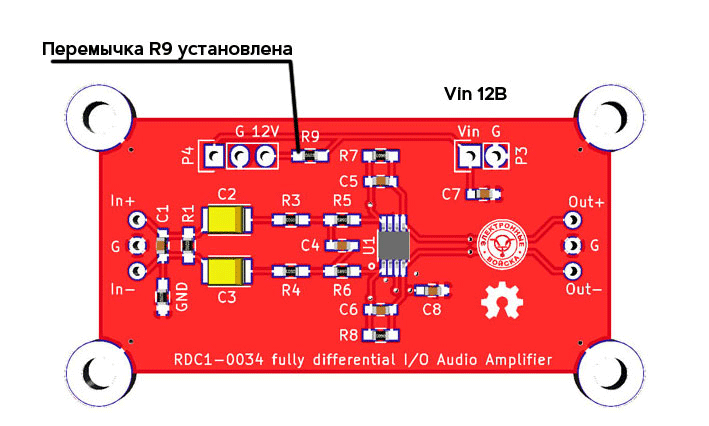 Перемычка R9 установлена
Vin 12В
G 12V
R9
Vin G
P4
R7
P3
C5
C7
In+
C1
R1
C2
R3
R5
Out+
G
C4
U1
ЭЛЕКТРОННЫЕ ВОЙСКА
G
In-
C3
R4
R6
Out-
GND
C6
C8
R8
RDC1-0034 fully differential I/O Audio Amplifier